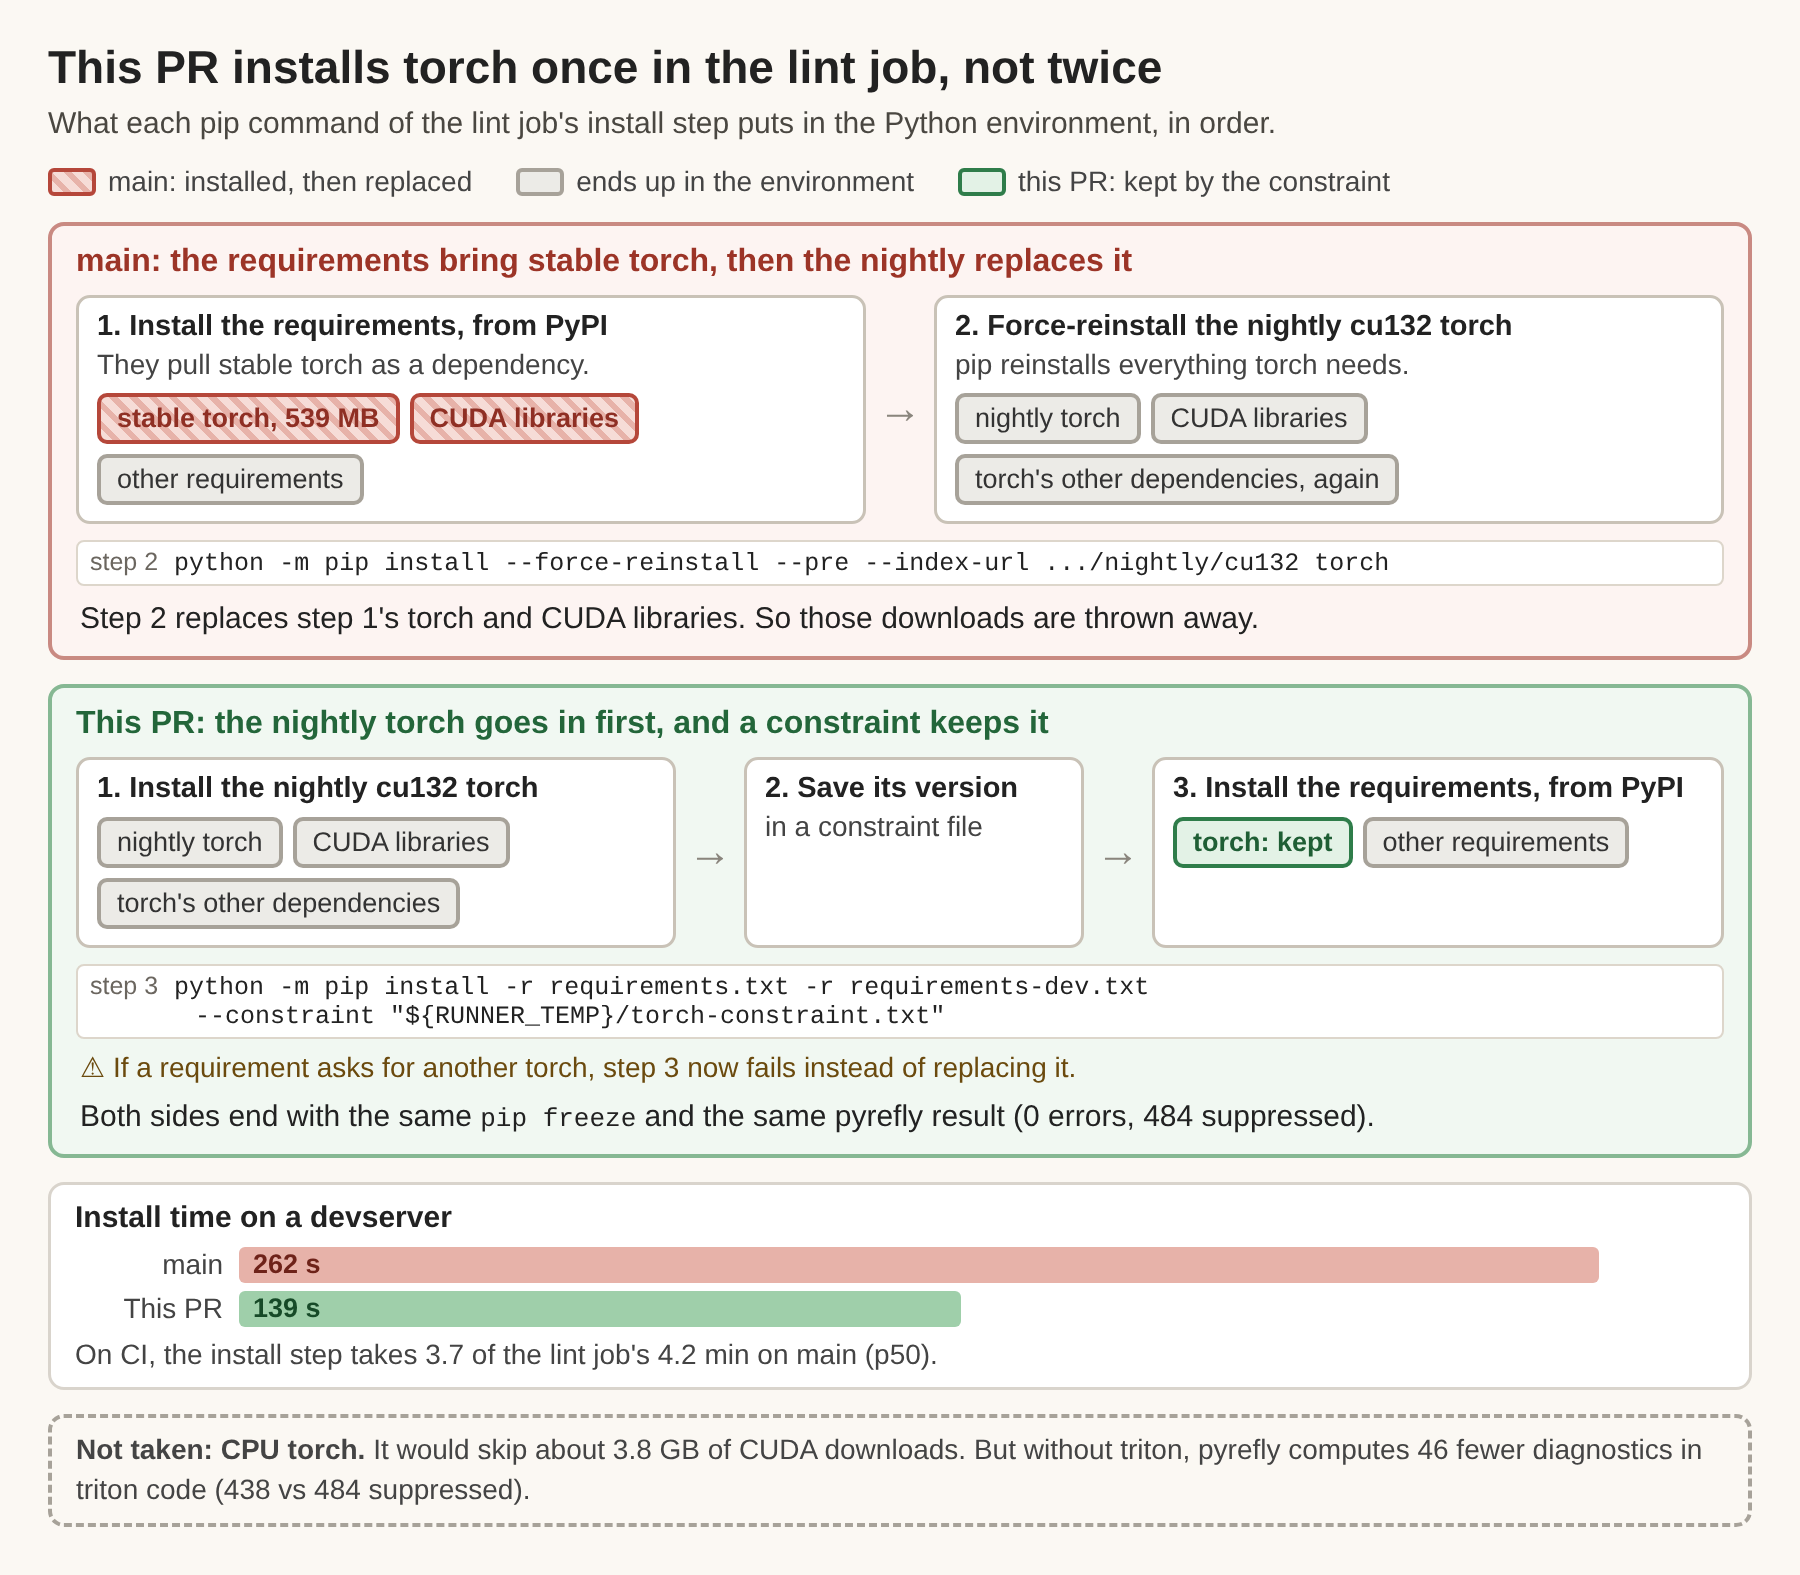 This PR installs torch once in the lint job, not twice
What each pip command of the lint job's install step puts in the Python environment, in order.
main: installed, then replaced
ends up in the environment
this PR: kept by the constraint
main: the requirements bring stable torch, then the nightly replaces it
1. Install the requirements, from PyPI
They pull stable torch as a dependency.
stable torch, 539 MB
CUDA libraries
other requirements
→
2. Force-reinstall the nightly cu132 torch
pip reinstalls everything torch needs.
nightly torch
CUDA libraries
torch's other dependencies, again
step 2 python -m pip install --force-reinstall --pre --index-url .../nightly/cu132 torch
Step 2 replaces step 1's torch and CUDA libraries. So those downloads are thrown away.
This PR: the nightly torch goes in first, and a constraint keeps it
1. Install the nightly cu132 torch
nightly torch
CUDA libraries
torch's other dependencies
→
2. Save its version
in a constraint file
→
3. Install the requirements, from PyPI
torch: kept
other requirements
step 3 python -m pip install -r requirements.txt -r requirements-dev.txt
--constraint "${RUNNER_TEMP}/torch-constraint.txt"
⚠ If a requirement asks for another torch, step 3 now fails instead of replacing it.
Both sides end with the same pip freeze and the same pyrefly result (0 errors, 484 suppressed).
Install time on a devserver
main
262 s
This PR
139 s
On CI, the install step takes 3.7 of the lint job's 4.2 min on main (p50).
Not taken: CPU torch. It would skip about 3.8 GB of CUDA downloads. But without triton, pyrefly computes 46 fewer diagnostics in
triton code (438 vs 484 suppressed).